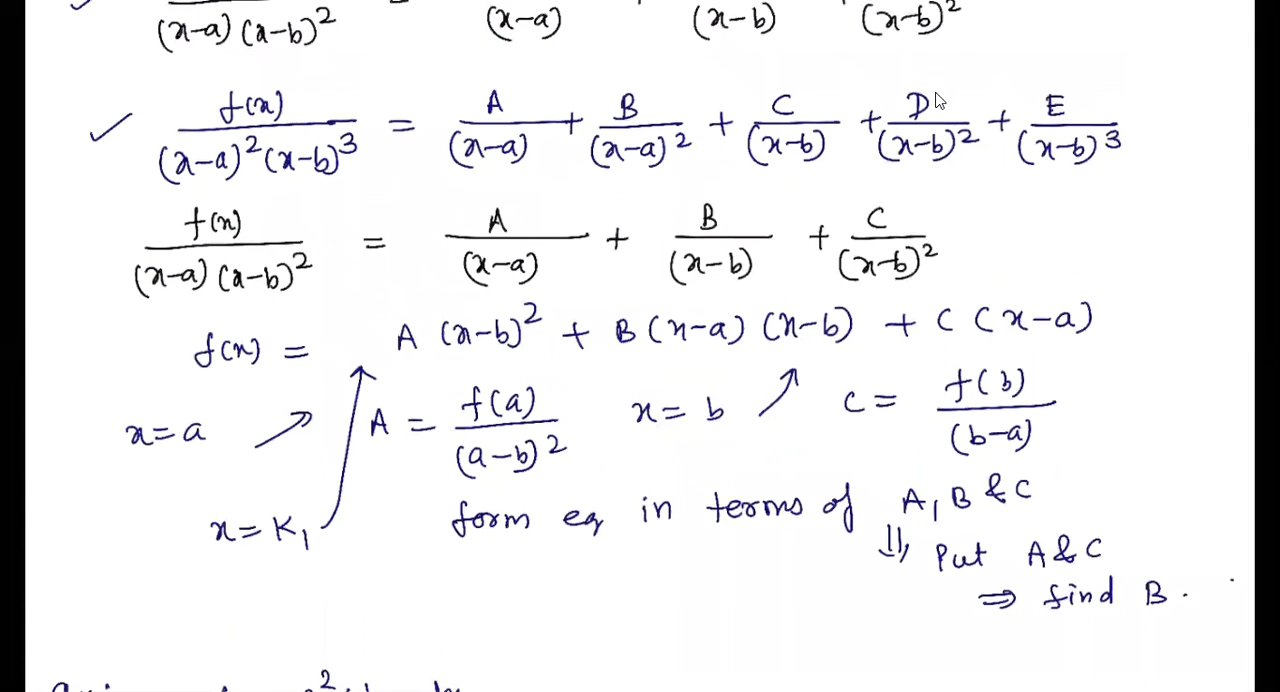 (x-a) (x-b)² (x-a) (x-b) (x-b)²
✓ f(x)/((x-a)²(x-b)³) = A/(x-a) + B/(x-a)² + C/(x-b) + D/(x-b)² + E/(x-b)³
f(x)/((x-a)(x-b)²) = A/(x-a) + B/(x-b) + C/(x-b)²
f(x) = A (x-b)² + B(x-a) (x-b) + C (x-a)
x=a ↗ A = f(a)/(a-b)² x=b ↗ C = f(b)/(b-a)
x=K₁ form eq in terms of A, B & C
⇓ Put A & C
⇒ find B.